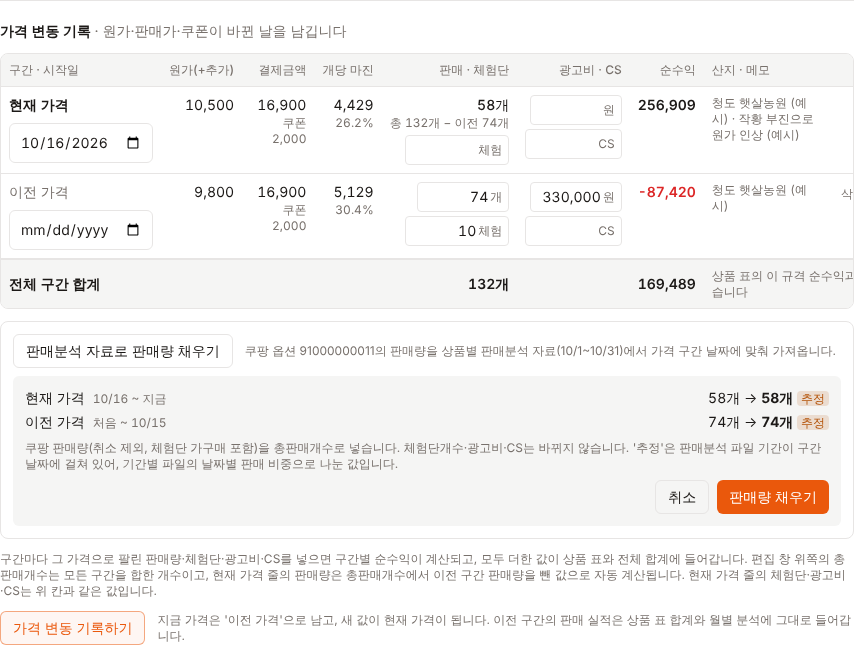 가격 변동 기록 · 원가·판매가·쿠폰이 바뀐 날을 남깁니다
구간 · 시작일 원가(+추가) 결제금액 개당 마진 판매 · 체험단 광고비 · CS 순수익 산지 · 메모
현재 가격 10,500 16,900 4,429 58개 원 256,909 청도 햇살농원 (예
쿠폰 26.2% 총 132개 − 이전 74개 시) · 작황 부진으로
10/16/2026 2,000 체험 CS 원가 인상 (예시)
이전 가격 9,800 16,900 5,129 74개 330,000원 -87,420 청도 햇살농원 (예 삭
쿠폰 30.4% 시)
mm/dd/yyyy 2,000 10체험 CS
전체 구간 합계 132개 169,489 상품 표의 이 규격 순수익과
습니다
판매분석 자료로 판매량 채우기 쿠팡 옵션 91000000011의 판매량을 상품별 판매분석 자료(10/1~10/31)에서 가격 구간 날짜에 맞춰 가져옵니다.
현재 가격 10/16 ~ 지금 58개 → 58개 추정
이전 가격 처음 ~ 10/15 74개 → 74개 추정
쿠팡 판매량(취소 제외, 체험단 가구매 포함)을 총판매개수로 넣습니다. 체험단개수·광고비·CS는 바뀌지 않습니다. '추정'은 판매분석 파일 기간이 구간
날짜에 걸쳐 있어, 기간별 파일의 날짜별 판매 비중으로 나눈 값입니다.
취소 판매량 채우기
구간마다 그 가격으로 팔린 판매량·체험단·광고비·CS를 넣으면 구간별 순수익이 계산되고, 모두 더한 값이 상품 표와 전체 합계에 들어갑니다. 편집 창 위쪽의 총
판매개수는 모든 구간을 합한 개수이고, 현재 가격 줄의 판매량은 총판매개수에서 이전 구간 판매량을 뺀 값으로 자동 계산됩니다. 현재 가격 줄의 체험단·광고비
·CS는 위 칸과 같은 값입니다.
가격 변동 기록하기 지금 가격은 '이전 가격'으로 남고, 새 값이 현재 가격이 됩니다. 이전 구간의 판매 실적은 상품 표 합계와 월별 분석에 그대로 들어갑
니다.